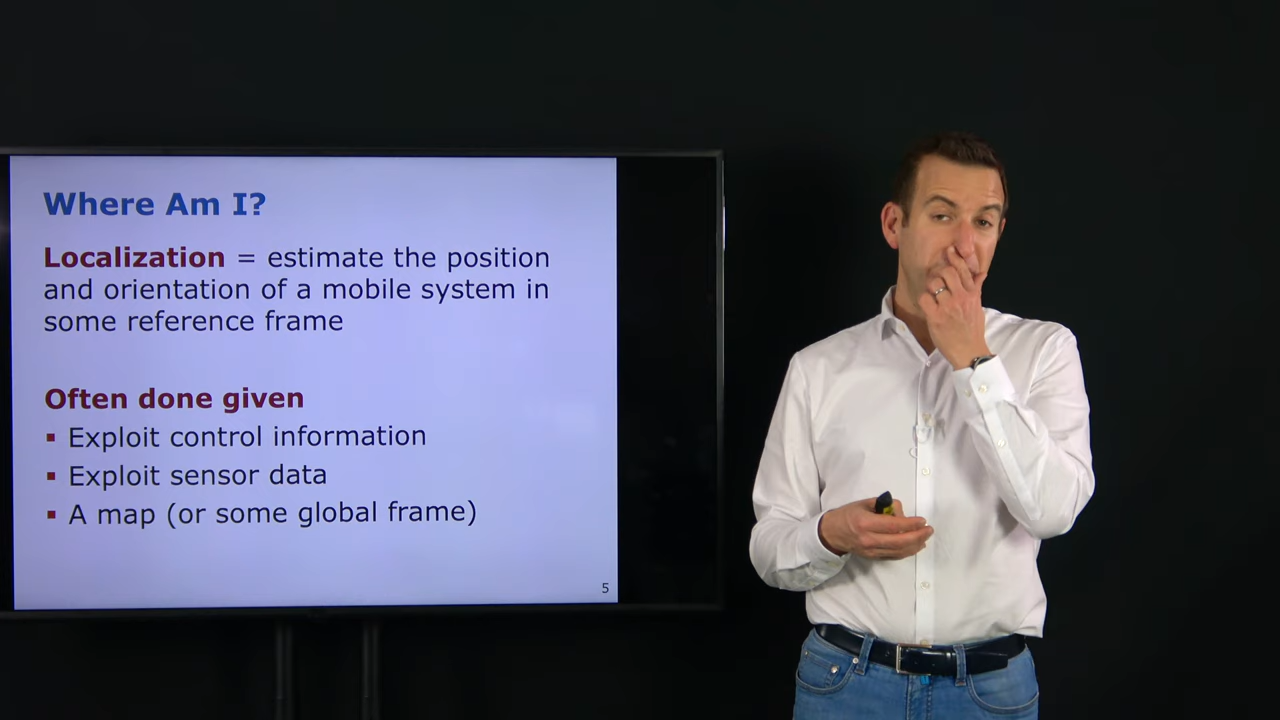 Where Am I?
Localization = estimate the position
and orientation of a mobile system in
some reference frame
Often done given
▪ Exploit control information
▪ Exploit sensor data
▪ A map (or some global frame)
5